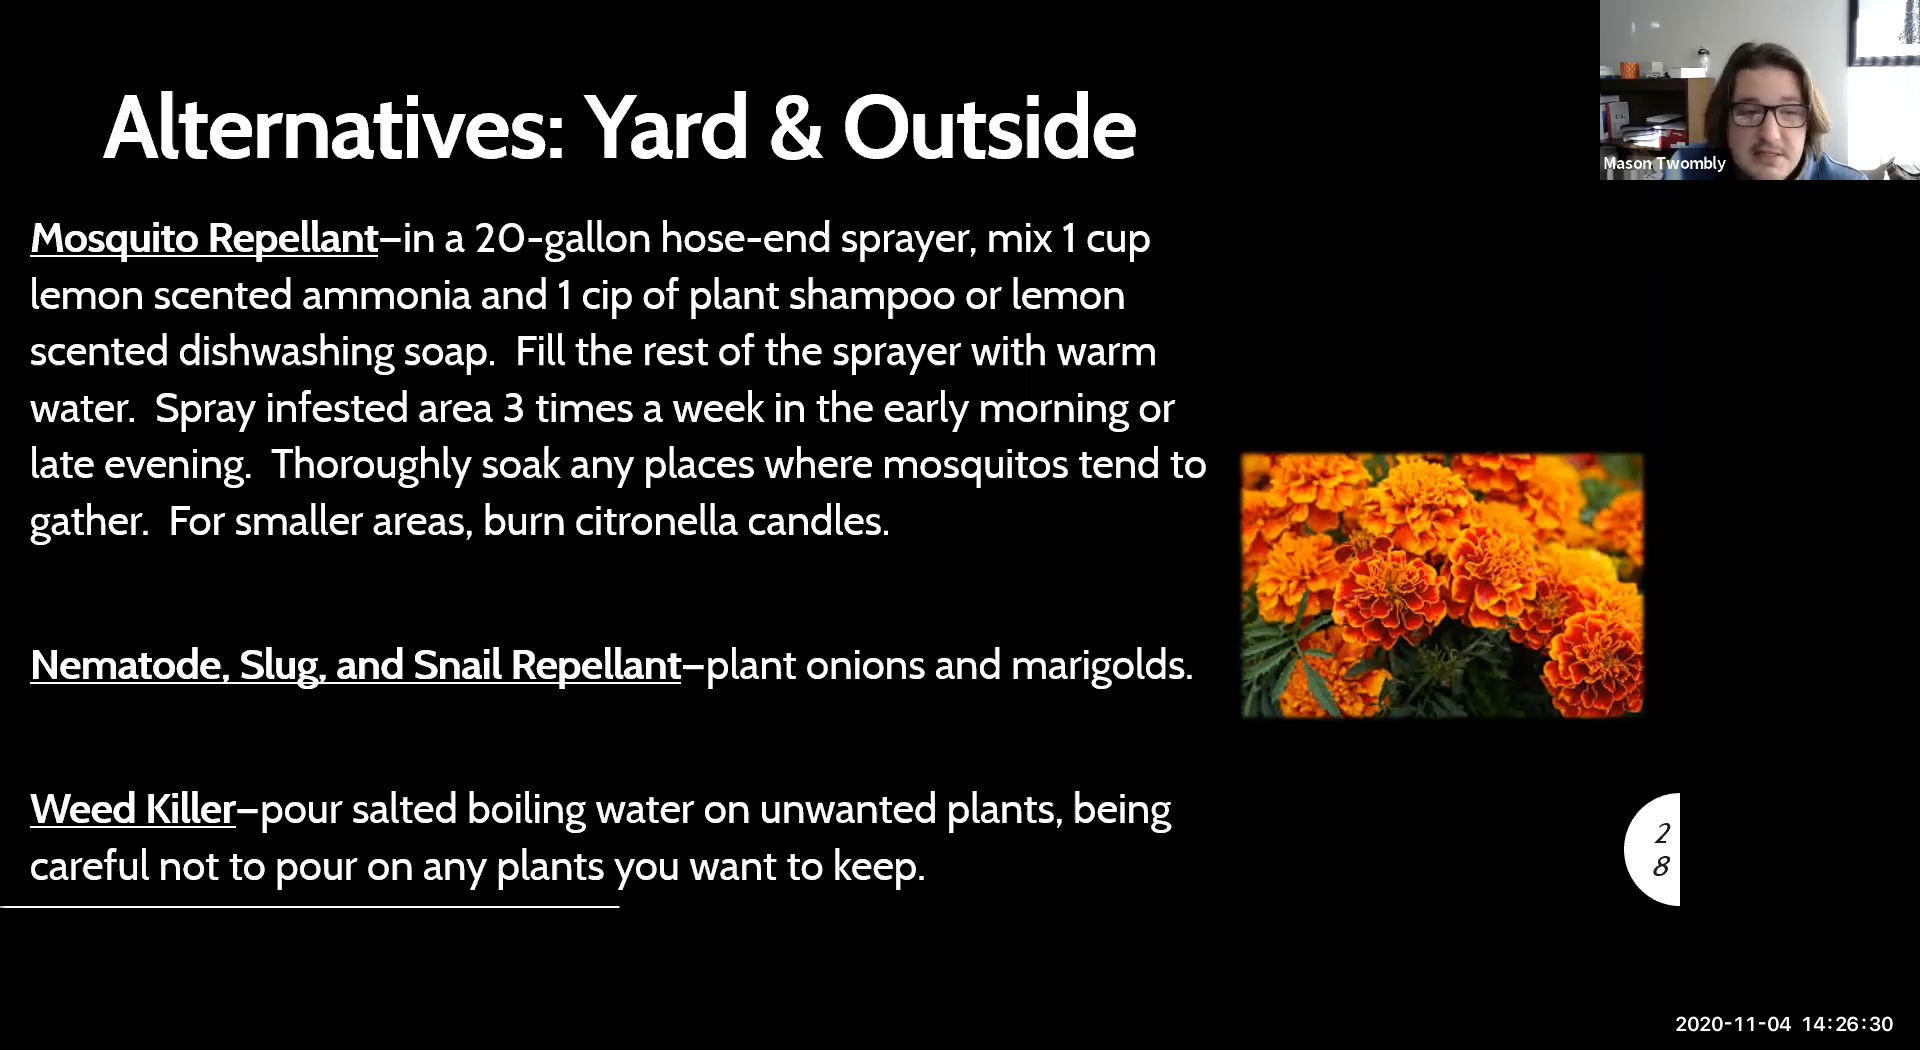 Alternatives: Yard & Outside
Mason Twombly
Mosquito Repellant–in a 20-gallon hose-end sprayer, mix 1 cup
lemon scented ammonia and 1 cip of plant shampoo or lemon
scented dishwashing soap.  Fill the rest of the sprayer with warm
water.  Spray infested area 3 times a week in the early morning or
late evening.  Thoroughly soak any places where mosquitos tend to
gather.  For smaller areas, burn citronella candles.
Nematode, Slug, and Snail Repellant–plant onions and marigolds.
Weed Killer–pour salted boiling water on unwanted plants, being
careful not to pour on any plants you want to keep.
2
8
2020-11-04 14:26:30